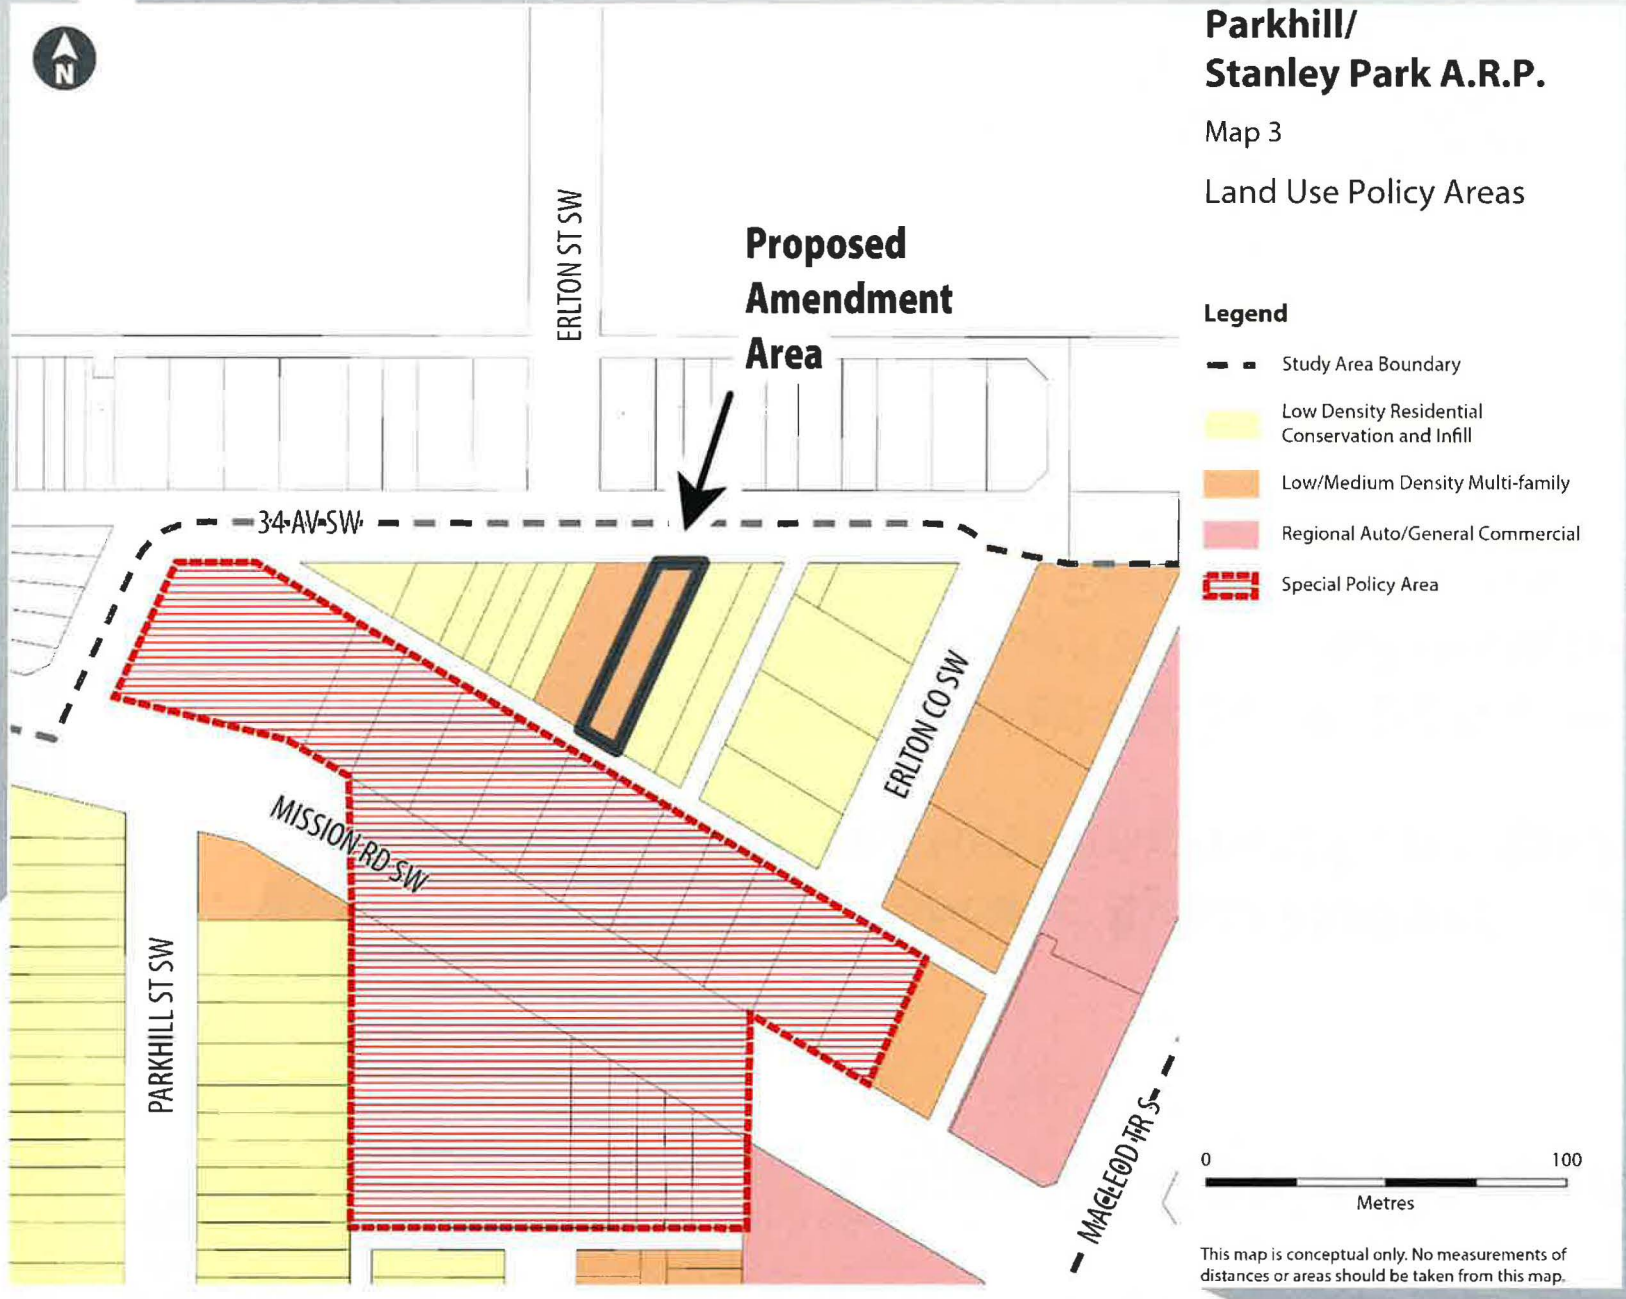 Parkhill/
Stanley Park A.R.P.
Map 3
Land Use Policy Areas
N
ERLTON ST SW
Proposed
Amendment
Area
34 AV SW
ERLTON CO SW
MISSION RD SW
PARKHILL ST SW
MACLEOD TR S
Legend
Study Area Boundary
Low Density Residential
Conservation and Infill
Low/Medium Density Multi-family
Regional Auto/General Commercial
Special Policy Area
0 100
Metres
This map is conceptual only. No measurements of
distances or areas should be taken from this map.